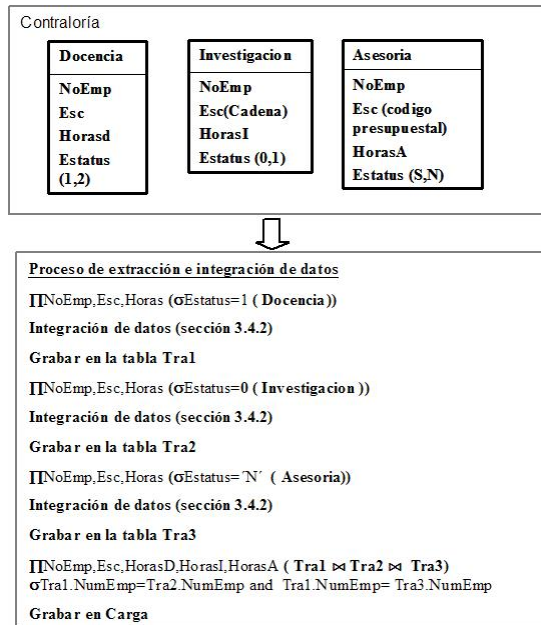 Contraloría
Docencia
NoEmp
Esc
Horasd
Estatus
(1,2)
Investigacion
NoEmp
Esc(Cadena)
HorasI
Estatus (0,1)
Asesoria
NoEmp
Esc (codigo
presupuestal)
HorasA
Estatus (S,N)
Proceso de extracción e integración de datos
∏NoEmp,Esc,Horas (σEstatus=1 ( Docencia))
Integración de datos (sección 3.4.2)
Grabar en la tabla Tra1
∏NoEmp,Esc,Horas (σEstatus=0 ( Investigacion ))
Integración de datos (sección 3.4.2)
Grabar en la tabla Tra2
∏NoEmp,Esc,Horas (σEstatus=´N´ ( Asesoria))
Integración de datos (sección 3.4.2)
Grabar en la tabla Tra3
∏NoEmp,Esc,HorasD,HorasI,HorasA ( Tra1 ⋈ Tra2 ⋈ Tra3)
σTra1.NumEmp=Tra2.NumEmp and Tra1.NumEmp= Tra3.NumEmp
Grabar en Carga